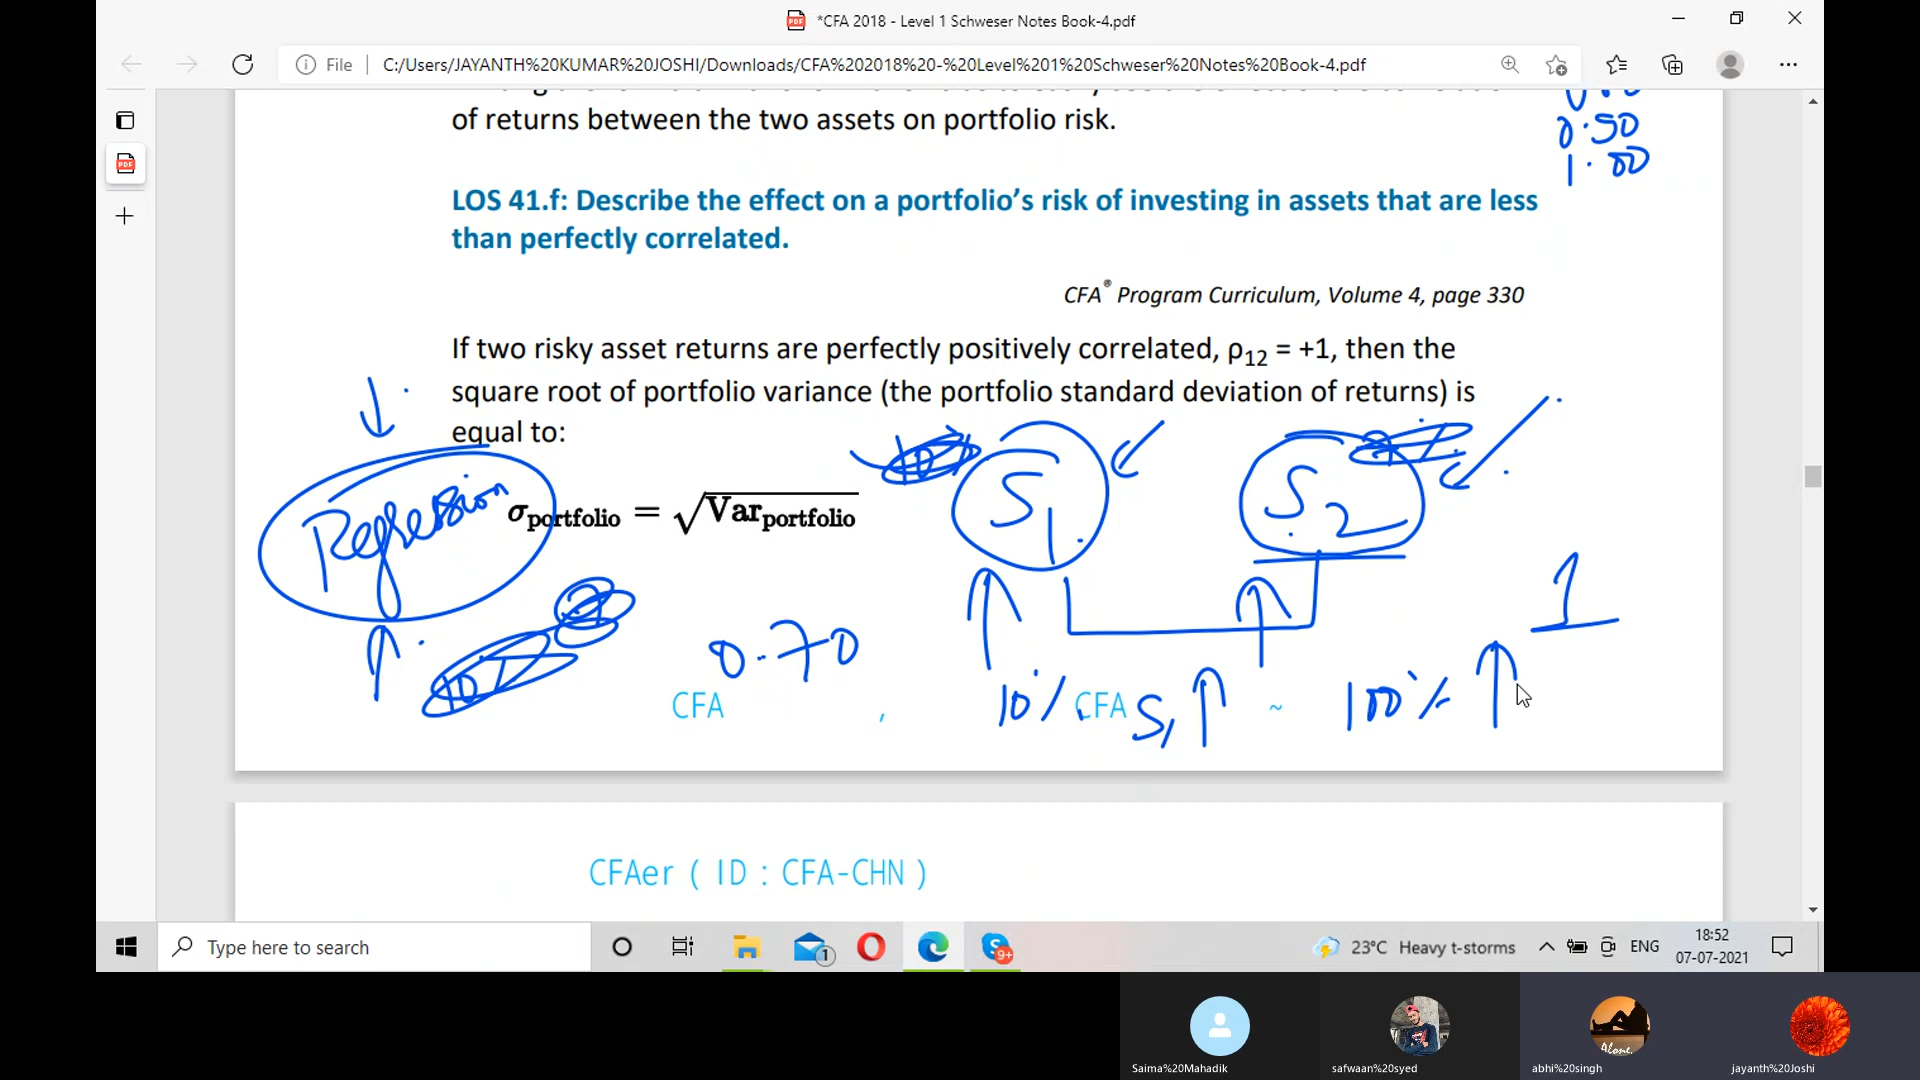 *CFA 2018 - Level 1 Schweser Notes Book-4.pdf
File | C:/Users/JAYANTH%20KUMAR%20JOSHI/Downloads/CFA%202018%20-%20Level%201%20Schweser%20Notes%20Book-4.pdf
of returns between the two assets on portfolio risk.
0.50
1.00
LOS 41.f: Describe the effect on a portfolio's risk of investing in assets that are less
than perfectly correlated.
CFA® Program Curriculum, Volume 4, page 330
If two risky asset returns are perfectly positively correlated, ρ12 = +1, then the
square root of portfolio variance (the portfolio standard deviation of returns) is
equal to:
Regression
σportfolio = √Varportfolio
S1
S2
1
0.70
CFA
10%
CFA
S1 ↑
~
100% ↑
CFAer ( ID : CFA-CHN )
Type here to search
1
9+
23°C Heavy t-storms
ENG
18:52
07-07-2021
Alone.
Saima%20Mahadik
safwaan%20syed
abhi%20singh
jayanth%20Joshi